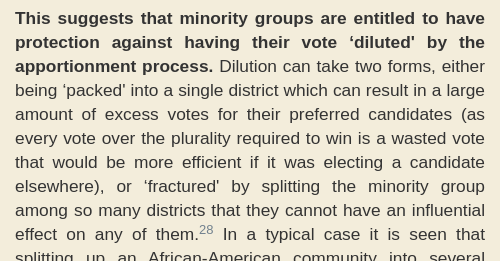 This suggests that minority groups are entitled to have
protection against having their vote ‘diluted' by the
apportionment process. Dilution can take two forms, either
being ‘packed' into a single district which can result in a large
amount of excess votes for their preferred candidates (as
every vote over the plurality required to win is a wasted vote
that would be more efficient if it was electing a candidate
elsewhere), or ‘fractured' by splitting the minority group
among so many districts that they cannot have an influential
effect on any of them.28 In a typical case it is seen that
splitting up an African-American community into several